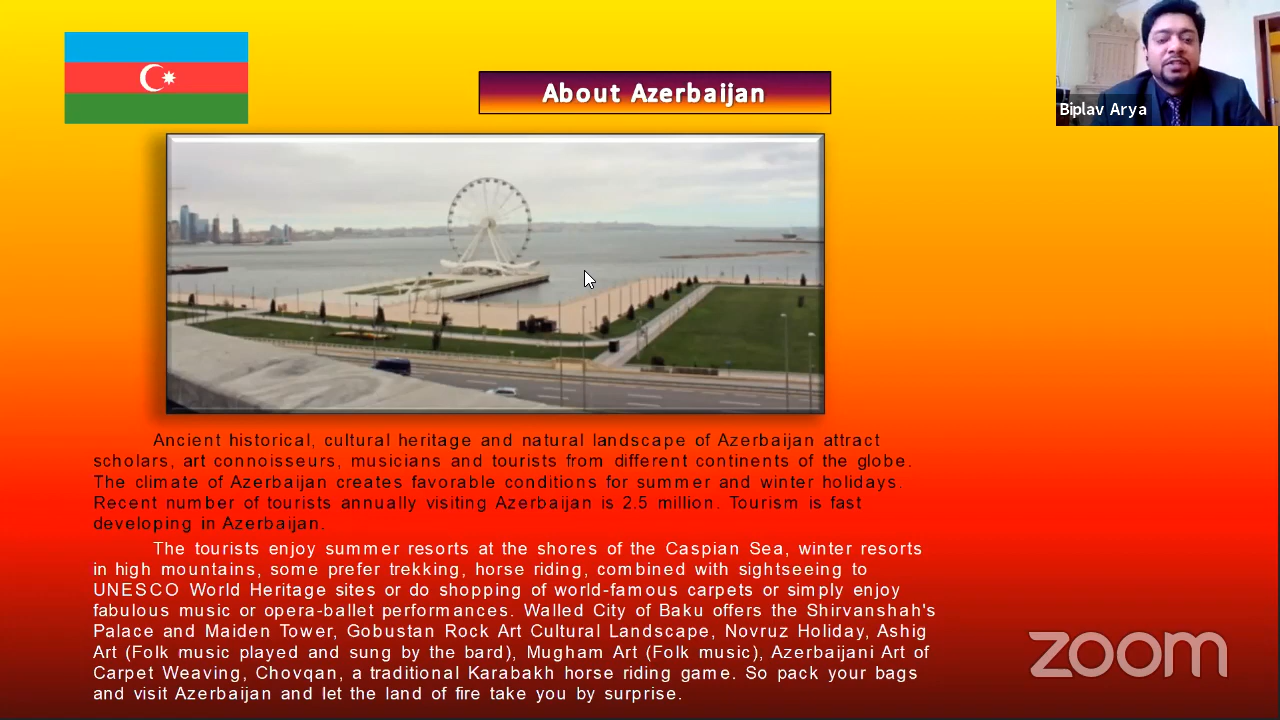 About Azerbaijan
Biplav Arya
Ancient historical, cultural heritage and natural landscape of Azerbaijan attract
scholars, art connoisseurs, musicians and tourists from different continents of the globe.
The climate of Azerbaijan creates favorable conditions for summer and winter holidays.
Recent number of tourists annually visiting Azerbaijan is 2.5 million. Tourism is fast
developing in Azerbaijan.
The tourists enjoy summer resorts at the shores of the Caspian Sea, winter resorts
in high mountains, some prefer trekking, horse riding, combined with sightseeing to
UNESCO World Heritage sites or do shopping of world-famous carpets or simply enjoy
fabulous music or opera-ballet performances. Walled City of Baku offers the Shirvanshah's
Palace and Maiden Tower, Gobustan Rock Art Cultural Landscape, Novruz Holiday, Ashig
Art (Folk music played and sung by the bard), Mugham Art (Folk music), Azerbaijani Art of
Carpet Weaving, Chovqan, a traditional Karabakh horse riding game. So pack your bags
and visit Azerbaijan and let the land of fire take you by surprise.
zoom